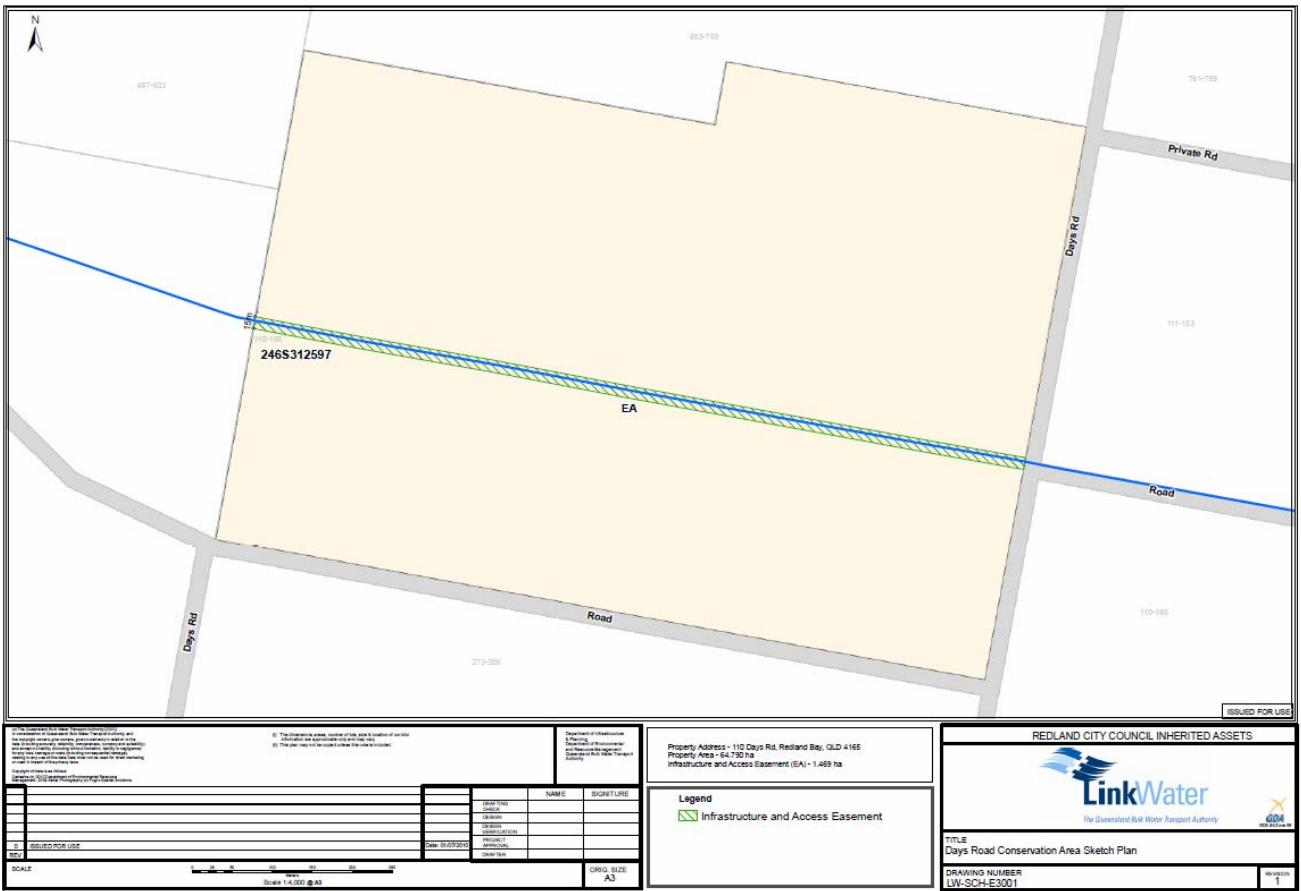 N
663-799
487-603
761-789
Private Rd
Days Rd
111-153
15m
110-186
246S312597
EA
Road
Road
Days Rd
110-186
273-306
ISSUED FOR USE
Department of Infrastructure
& Planning
Department of Environmental
and Resource Management
Queensland Bulk Water Transport
Authority
NAME
SIGNITURE
DRAFTING
CHECK
DESIGN
DESIGN
VERIFICATION
PROJECT
APPROVAL
DRAFTER
0 ISSUED FOR USE
Date: 01/07/2010
REV
SCALE
Meters
Scale 1:4,000 @ A3
ORIG. SIZE
A3
Property Address - 110 Days Rd, Redland Bay, QLD 4165
Property Area - 64.790 ha
Infrastructure and Access Easement (EA) - 1.469 ha
Legend
Infrastructure and Access Easement
REDLAND CITY COUNCIL INHERITED ASSETS
LinkWater
The Queensland Bulk Water Transport Authority
GDA
TITLE
Days Road Conservation Area Sketch Plan
DRAWING NUMBER
LW-SCH-E3001
REVISION
1